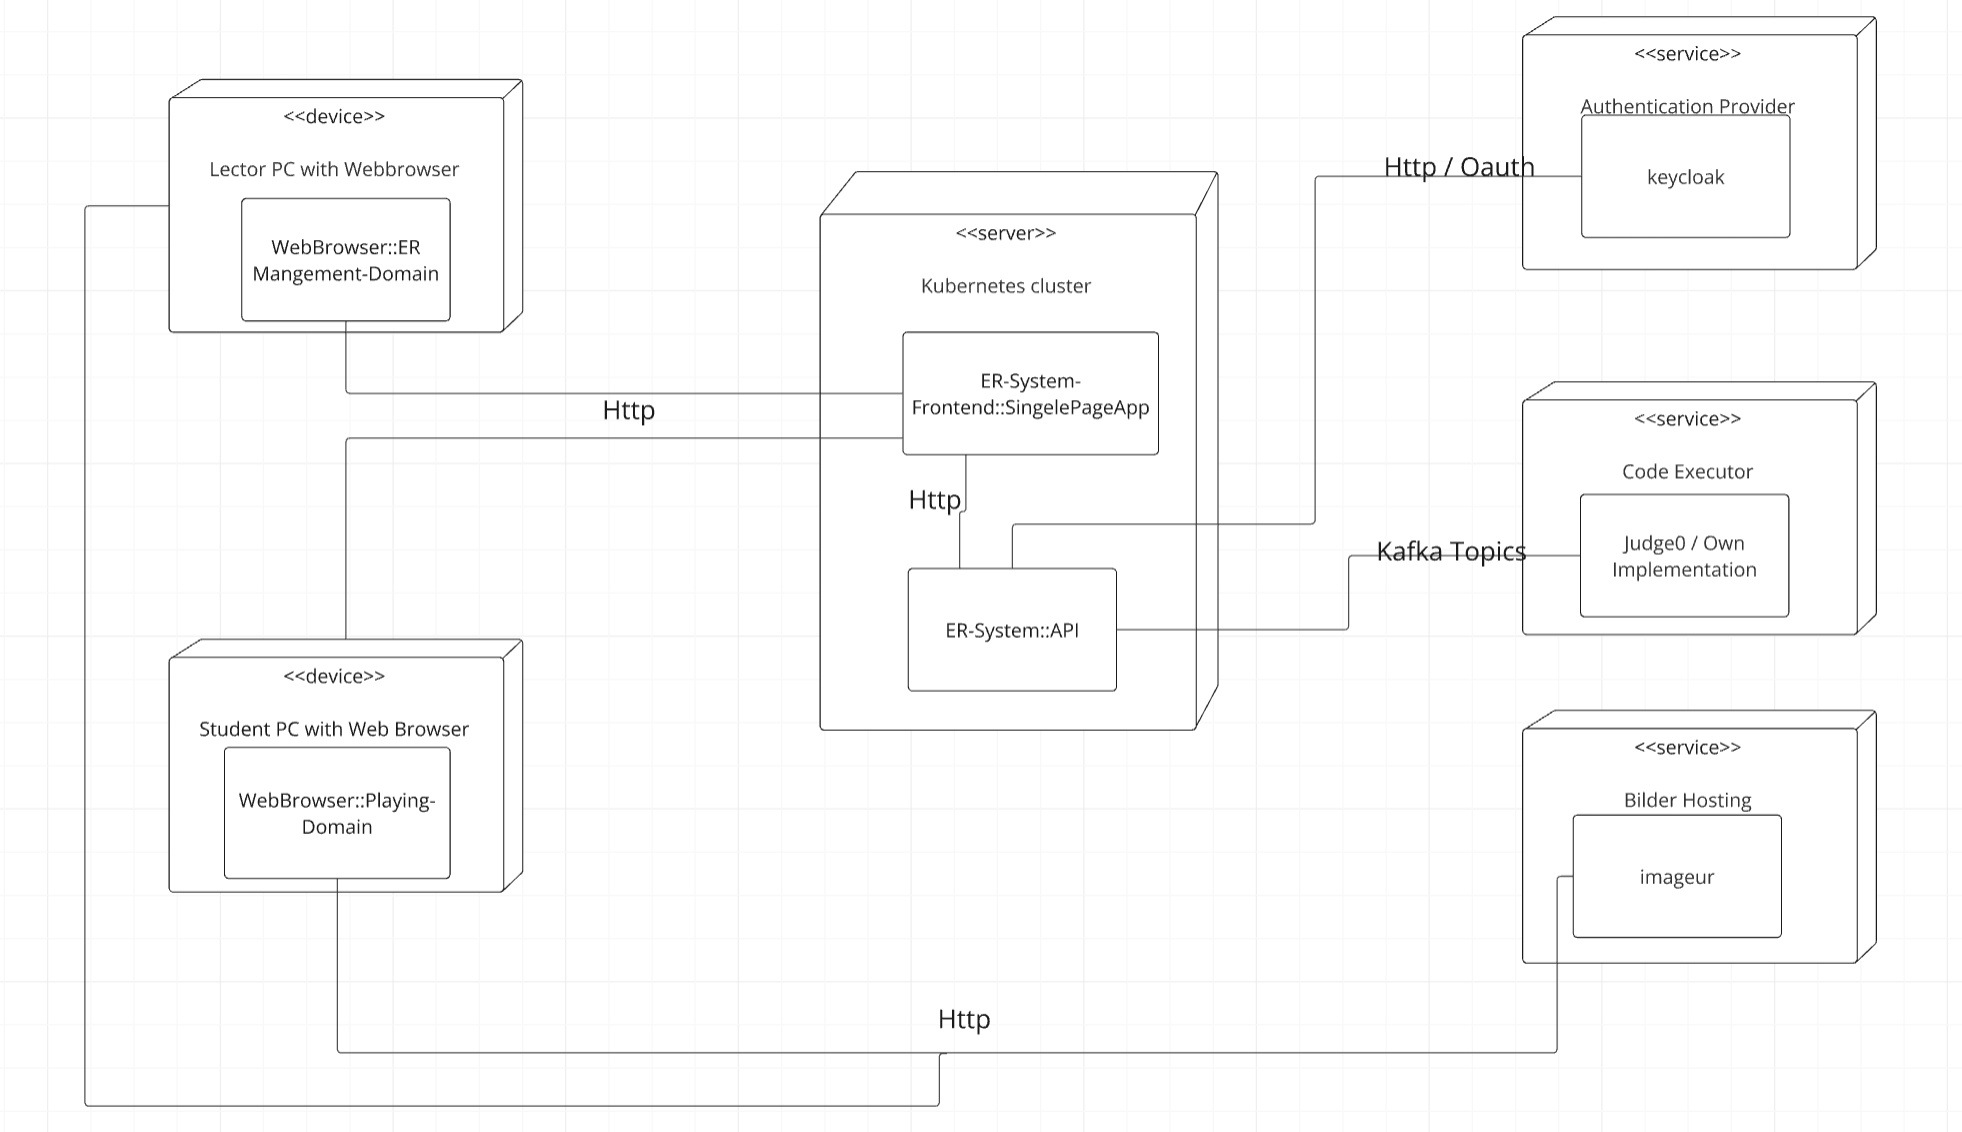 <<device>>
Lector PC with Webbrowser
WebBrowser::ER
Mangement-Domain
<<server>>
Kubernetes cluster
ER-System-
Frontend::SingelePageApp
Http
Http
ER-System::API
<<service>>
Authentication Provider
keycloak
Http / Oauth
<<service>>
Code Executor
Judge0 / Own
Implementation
Kafka Topics
<<device>>
Student PC with Web Browser
WebBrowser::Playing-
Domain
<<service>>
Bilder Hosting
imageur
Http